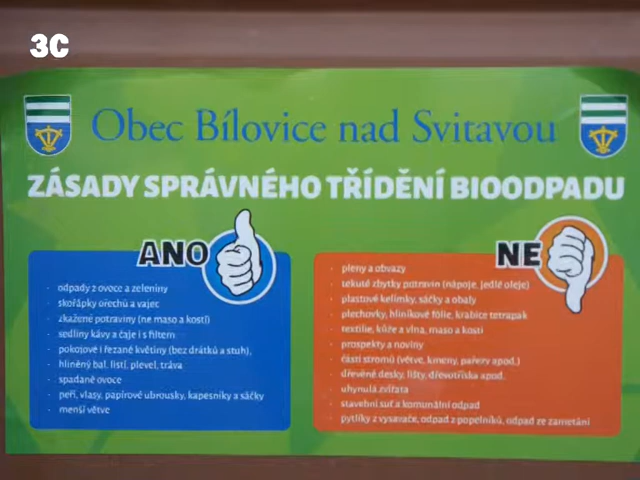 3C
Obec Bílovice nad Svitavou
ZÁSADY SPRÁVNÉHO TŘÍDĚNÍ BIOODPADU
ANO
odpady z ovoce a zeleniny
skořápky ořechů a vajec
zkažené potraviny (ne maso a kosti)
sedliny kávy a čaje i s filtrem
pokojové i řezané květiny (bez drátků a stuh),
hliněný bal, listí, plevel, tráva
spadané ovoce
peří, vlasy, papírové ubrousky, kapesníky a sáčky
menší větve
NE
pleny a obvazy
tekuté zbytky potravin (nápoje, jedlé oleje)
plastové kelímky, sáčky a obaly
plechovky, hliníkové fólie, krabice tetrapak
textilie, kůže a vlna, maso a kosti
prospekty a noviny
části stromů (větve, kmeny, pařezy apod.)
dřevěné desky, lišty, dřevotříska apod.
uhynulá zvířata
stavební suť a komunální odpad
pytlíky z vysavače, odpad z popelníků, odpad ze zametání